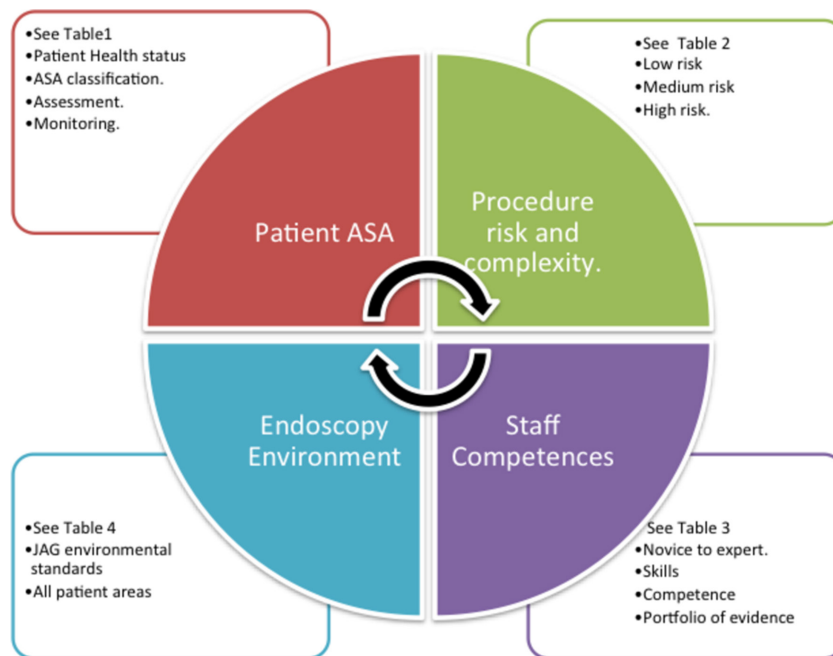 •See Table1
•Patient Health status
•ASA classification.
•Assessment.
•Monitoring.
•See  Table 2
•Low risk
•Medium risk
•High risk.
Patient ASA
Procedure
risk and
complexity.
Endoscopy
Environment
Staff
Competences
•See Table 4
•JAG environmental
standards
•All patient areas
See Table 3
•Novice to expert.
•Skills
•Competence
•Portfolio of evidence